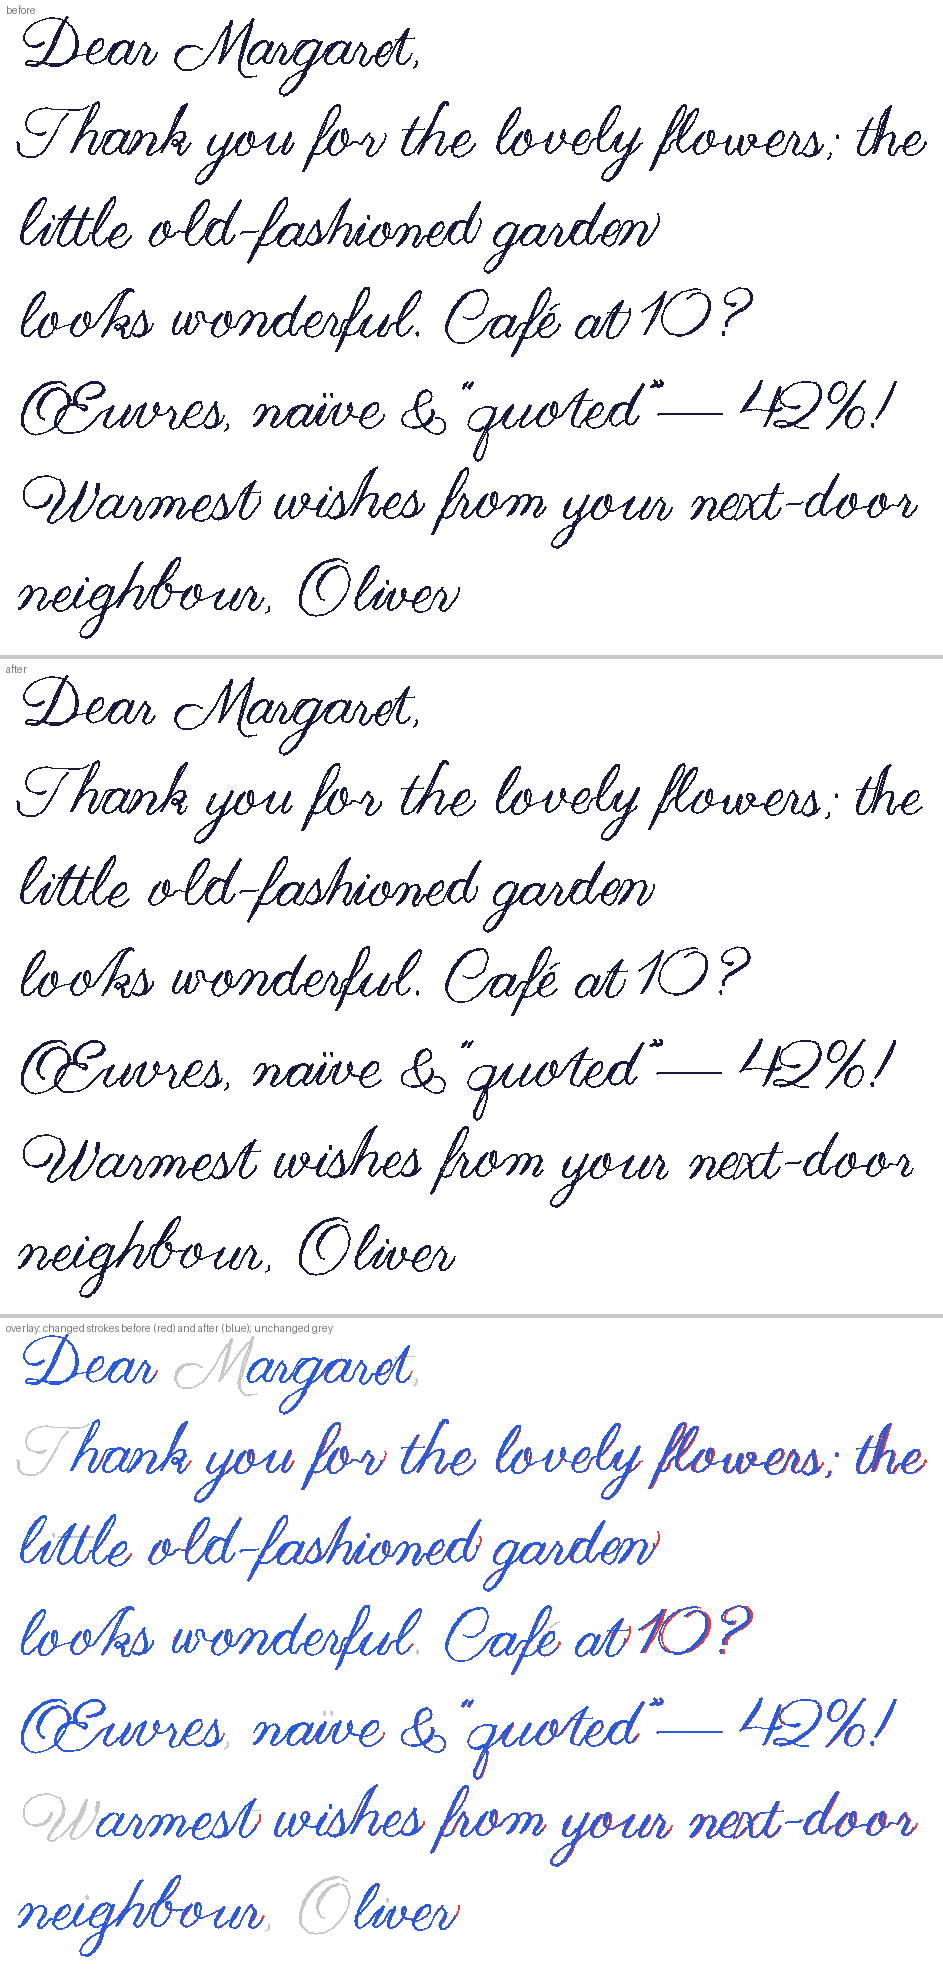 before
Dear Margaret,
Thank you for the lovely flowers; the
little old-fashioned garden
looks wonderful. Café at 10?
Œuvres, naïve & “quoted” — 42%!
Warmest wishes from your next-door
neighbour, Oliver
after
Dear Margaret,
Thank you for the lovely flowers; the
little old-fashioned garden
looks wonderful. Café at 10?
Œuvres, naïve & “quoted” — 42%!
Warmest wishes from your next-door
neighbour, Oliver
overlay: changed strokes before (red) and after (blue); unchanged grey
Dear Margaret,
Thank you for the lovely flowers; the
little old-fashioned garden
looks wonderful. Café at 10?
Œuvres, naïve & “quoted” — 42%!
Warmest wishes from your next-door
neighbour, Oliver